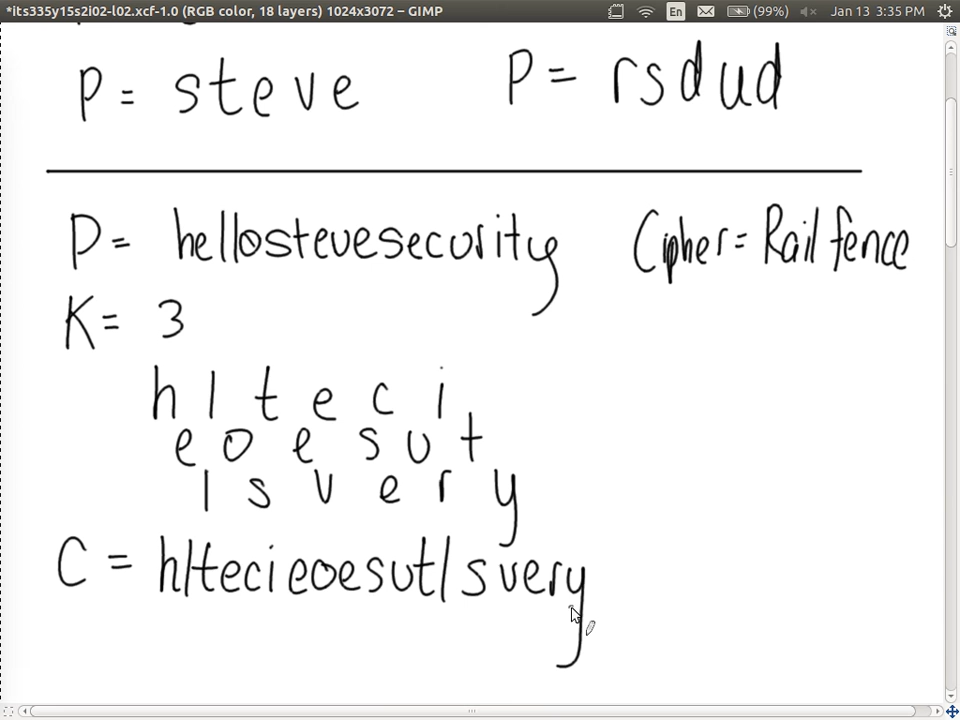 *its335y15s2i02-l02.xcf-1.0 (RGB color, 18 layers) 1024x3072 – GIMP En (99%) Jan 13 3:35 PM
P = steve P = rsdud
P = hellostevesecurity Cipher = Rail fence
K = 3
h l t e c i
e o e s u t
l s v e r y
C = hltecieoesutlsvery